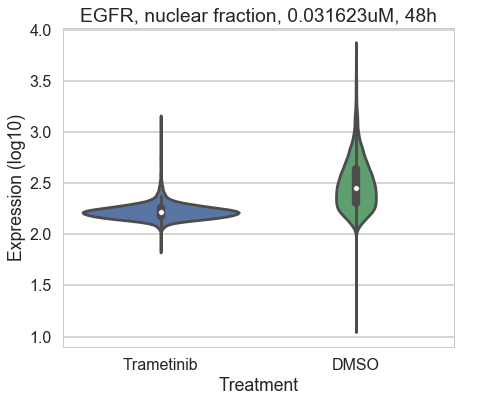 EGFR, nuclear fraction, 0.031623uM, 48h
4.0
3.5
3.0
2.5
2.0
1.5
1.0
Expression (log10)
Trametinib DMSO
Treatment